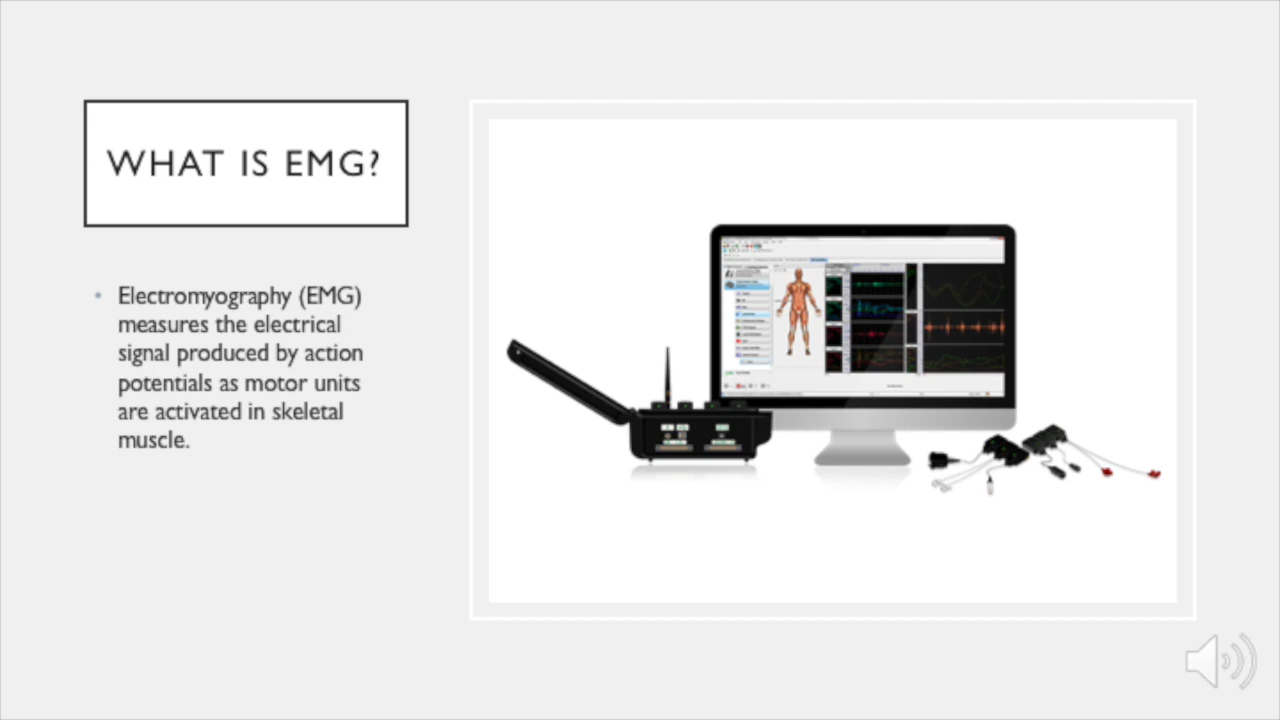 WHAT IS EMG?
• Electromyography (EMG)
measures the electrical
signal produced by action
potentials as motor units
are activated in skeletal
muscle.